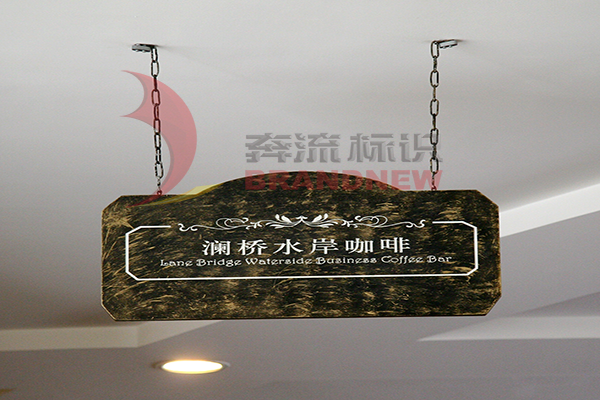 奔流标识
BRANDNEW
澜桥水岸咖啡
Lane Bridge Waterside Business Coffee Bar